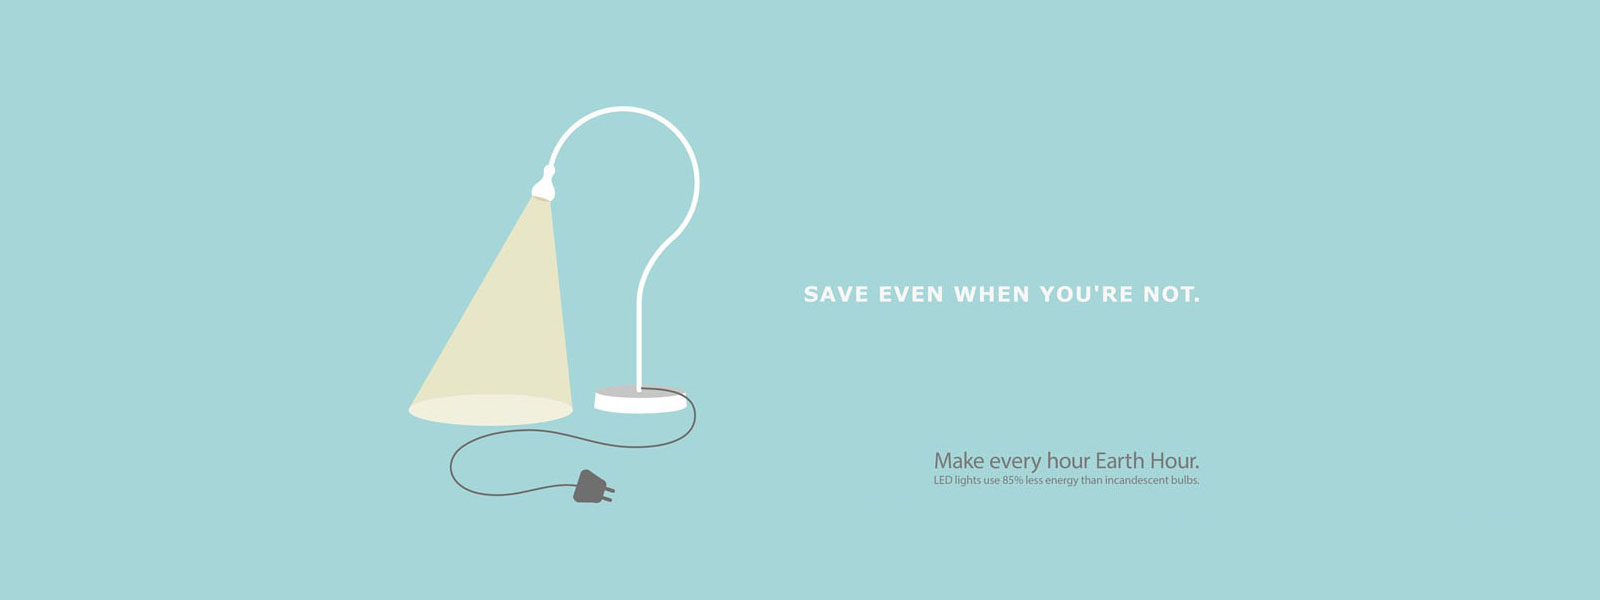 SAVE EVEN WHEN YOU'RE NOT.
Make every hour Earth Hour.
LED lights use 85% less energy than incandescent bulbs.